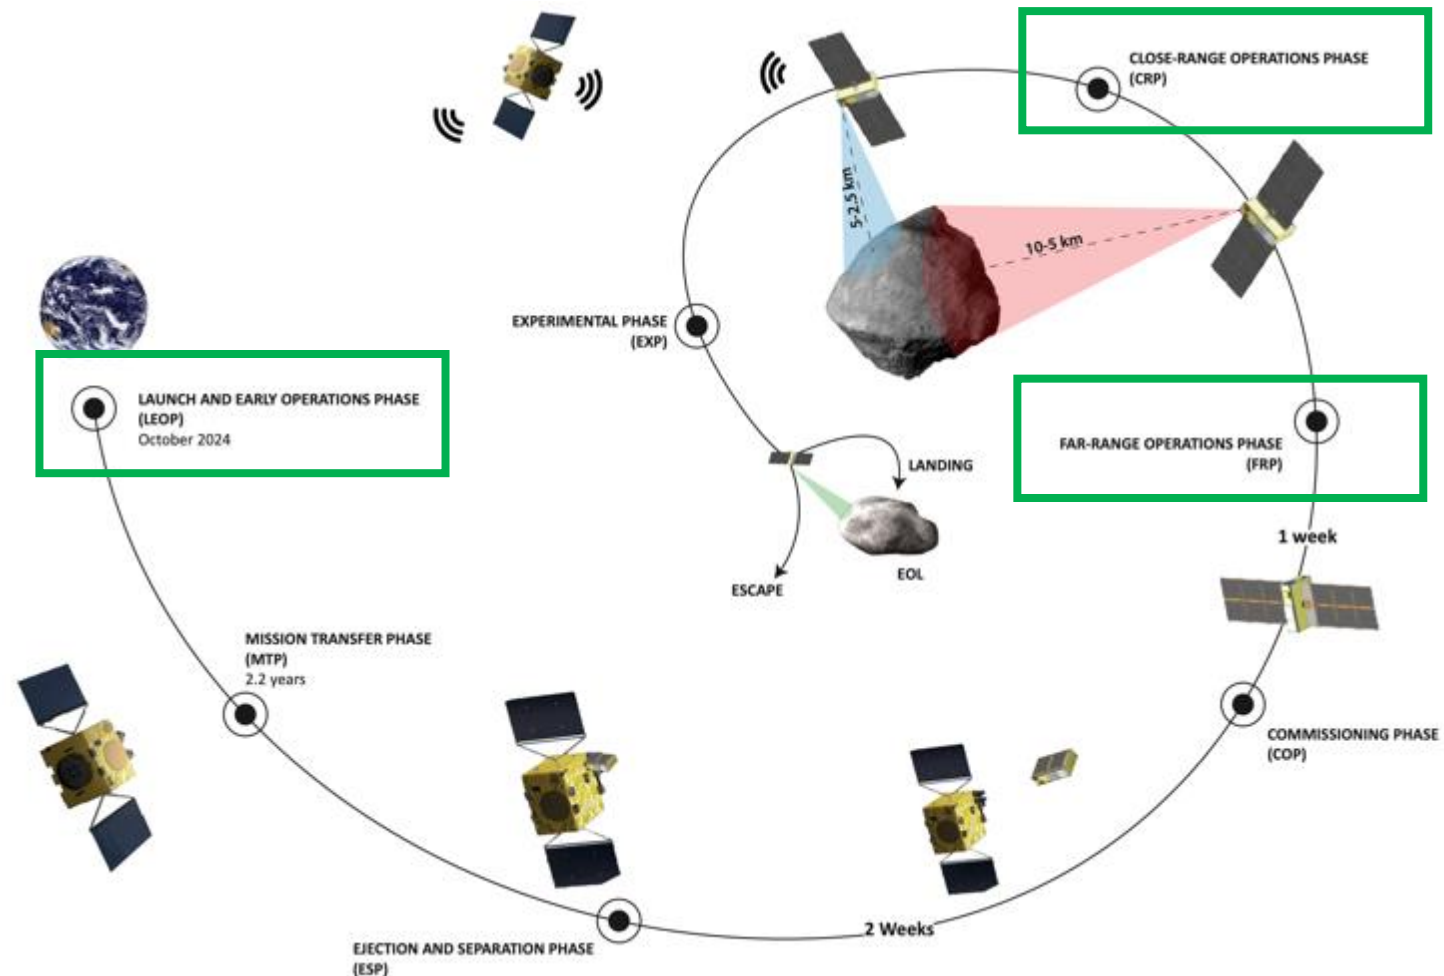 CLOSE-RANGE OPERATIONS PHASE
(CRP)
5-2.5 km
10-5 km
EXPERIMENTAL PHASE
(EXP)
LAUNCH AND EARLY OPERATIONS PHASE
(LEOP)
October 2024
FAR-RANGE OPERATIONS PHASE
(FRP)
LANDING
1 week
EOL
ESCAPE
MISSION TRANSFER PHASE
(MTP)
2.2 years
COMMISSIONING PHASE
(COP)
2 Weeks
EJECTION AND SEPARATION PHASE
(ESP)